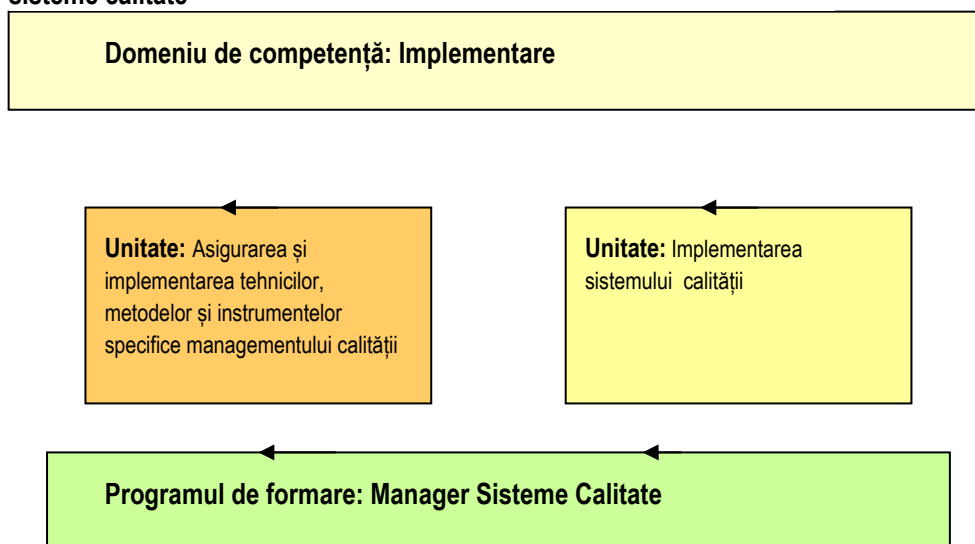 Domeniu de competență: Implementare
Unitate: Asigurarea și
implementarea tehnicilor,
metodelor și instrumentelor
specifice managementului calității
Unitate: Implementarea
sistemului calității
Programul de formare: Manager Sisteme Calitate